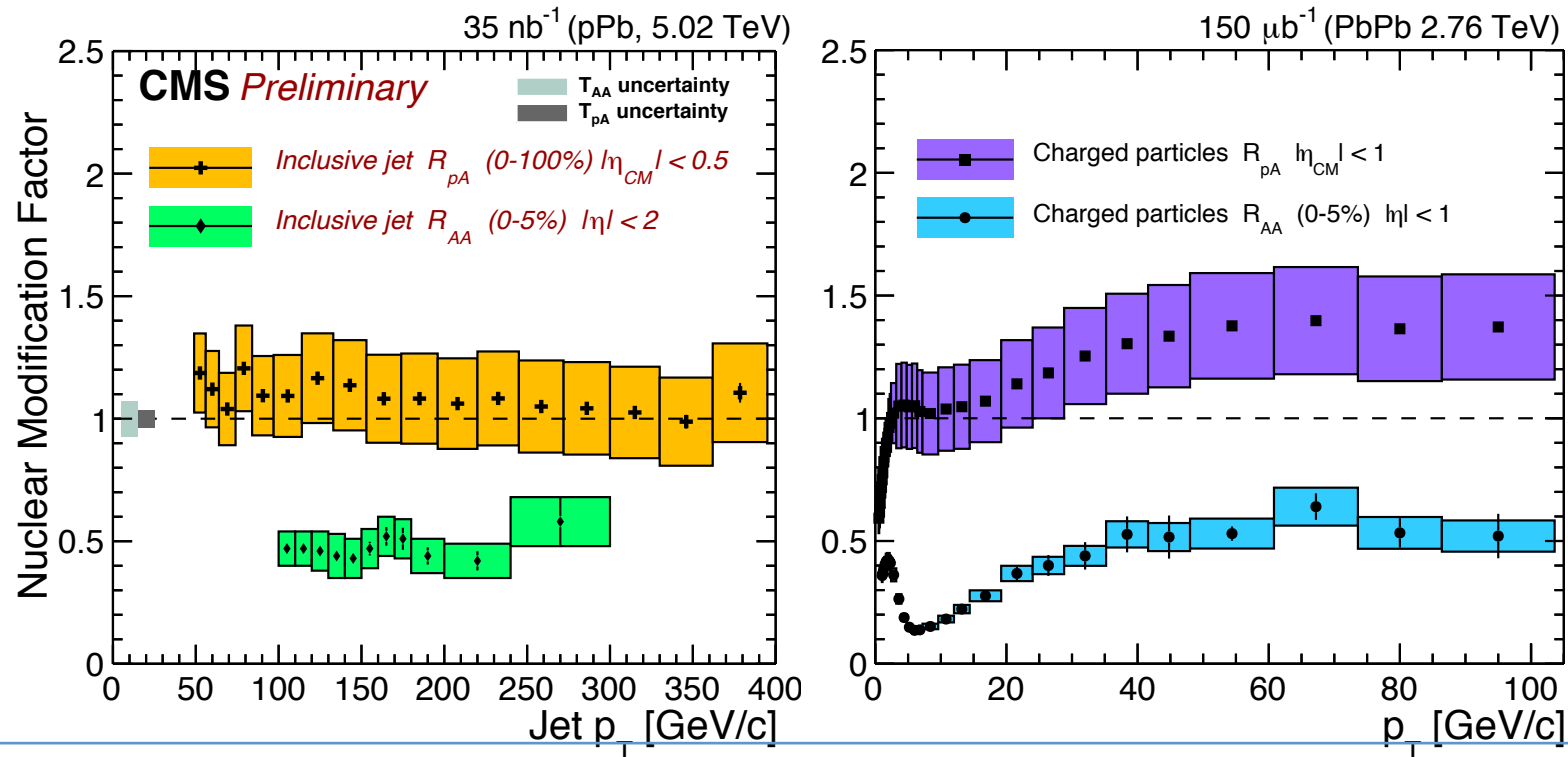 35 nb⁻¹ (pPb, 5.02 TeV)
150 μb⁻¹ (PbPb 2.76 TeV)
Nuclear Modification Factor
2.5
2
1.5
1
0.5
0
CMS Preliminary
T_AA uncertainty
T_pA uncertainty
Inclusive jet R_pA (0-100%) |η_CM| < 0.5
Inclusive jet R_AA (0-5%) |η| < 2
0 50 100 150 200 250 300 350 400
Jet p_T [GeV/c]
2.5
2
1.5
1
0.5
0
Charged particles R_pA |η_CM| < 1
Charged particles R_AA (0-5%) |η| < 1
0 20 40 60 80 100
p_T [GeV/c]